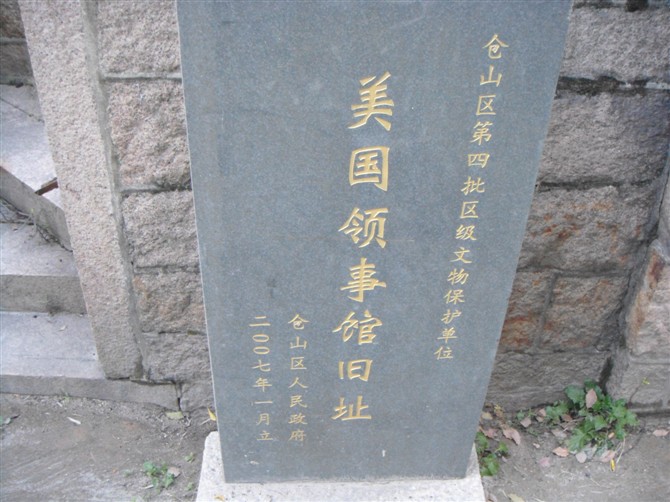 仓山区第四批区级文物保护单位
美国领事馆旧址
仓山区人民政府
二00七年一月立